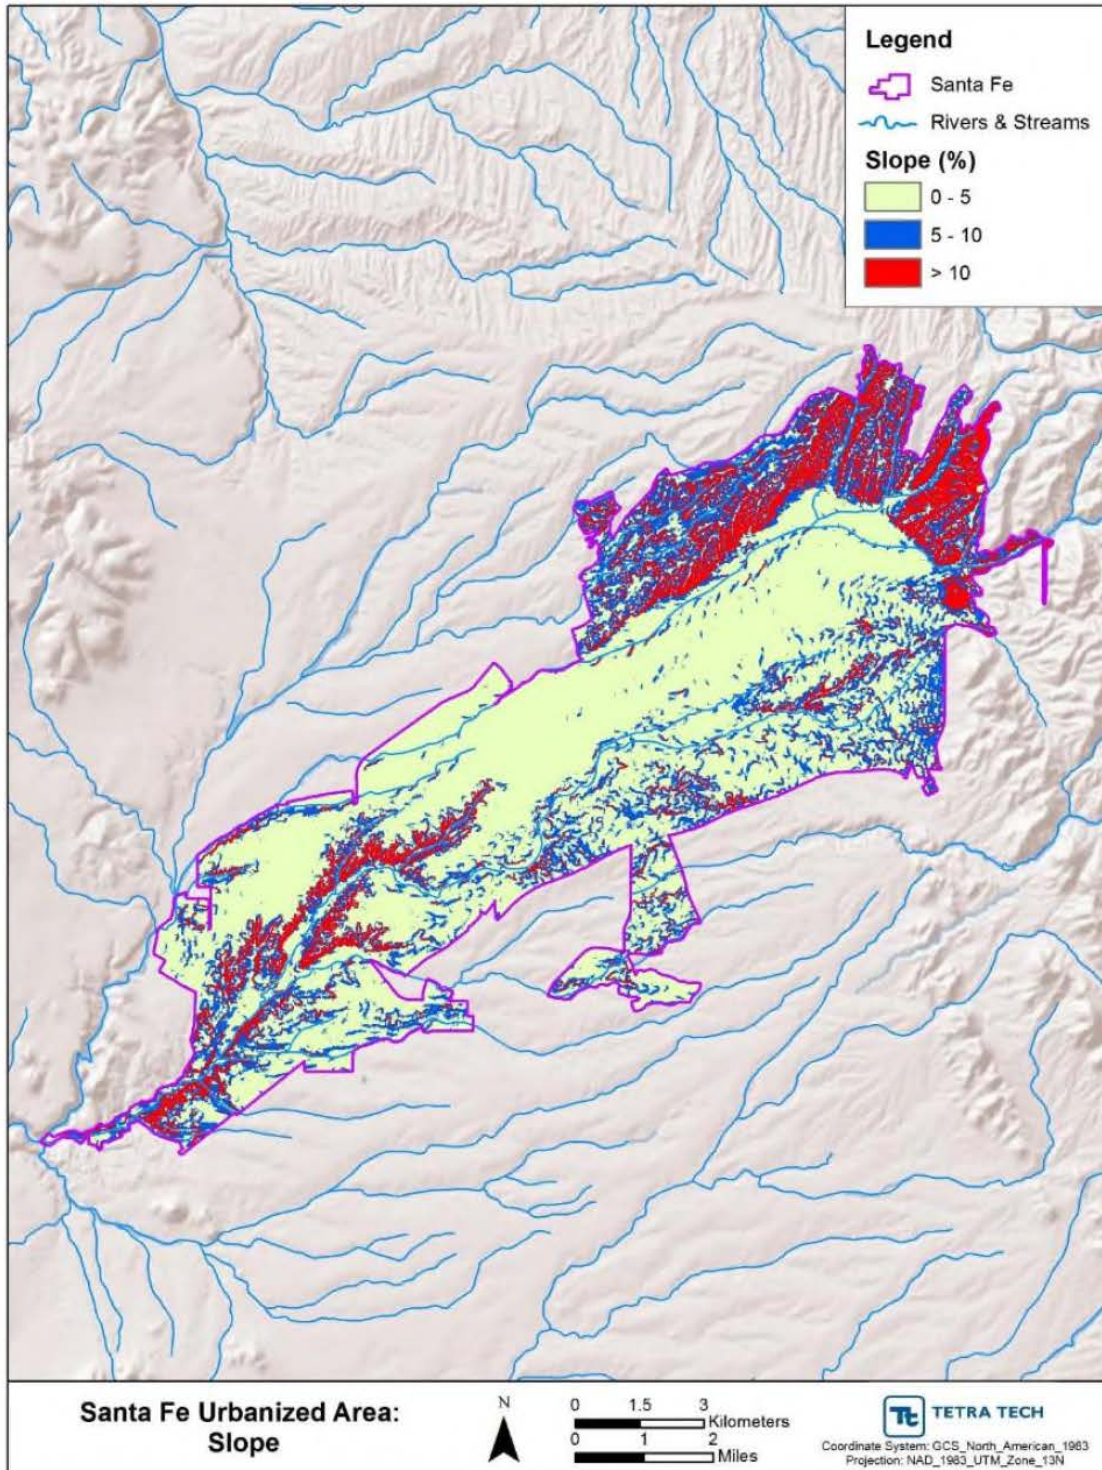 Legend
Santa Fe
Rivers & Streams
Slope (%)
0 - 5
5 - 10
> 10
Santa Fe Urbanized Area:
Slope
N
0 1.5 3
Kilometers
0 1 2
Miles
Tt TETRA TECH
Coordinate System: GCS_North_American_1983
Projection: NAD_1983_UTM_Zone_13N